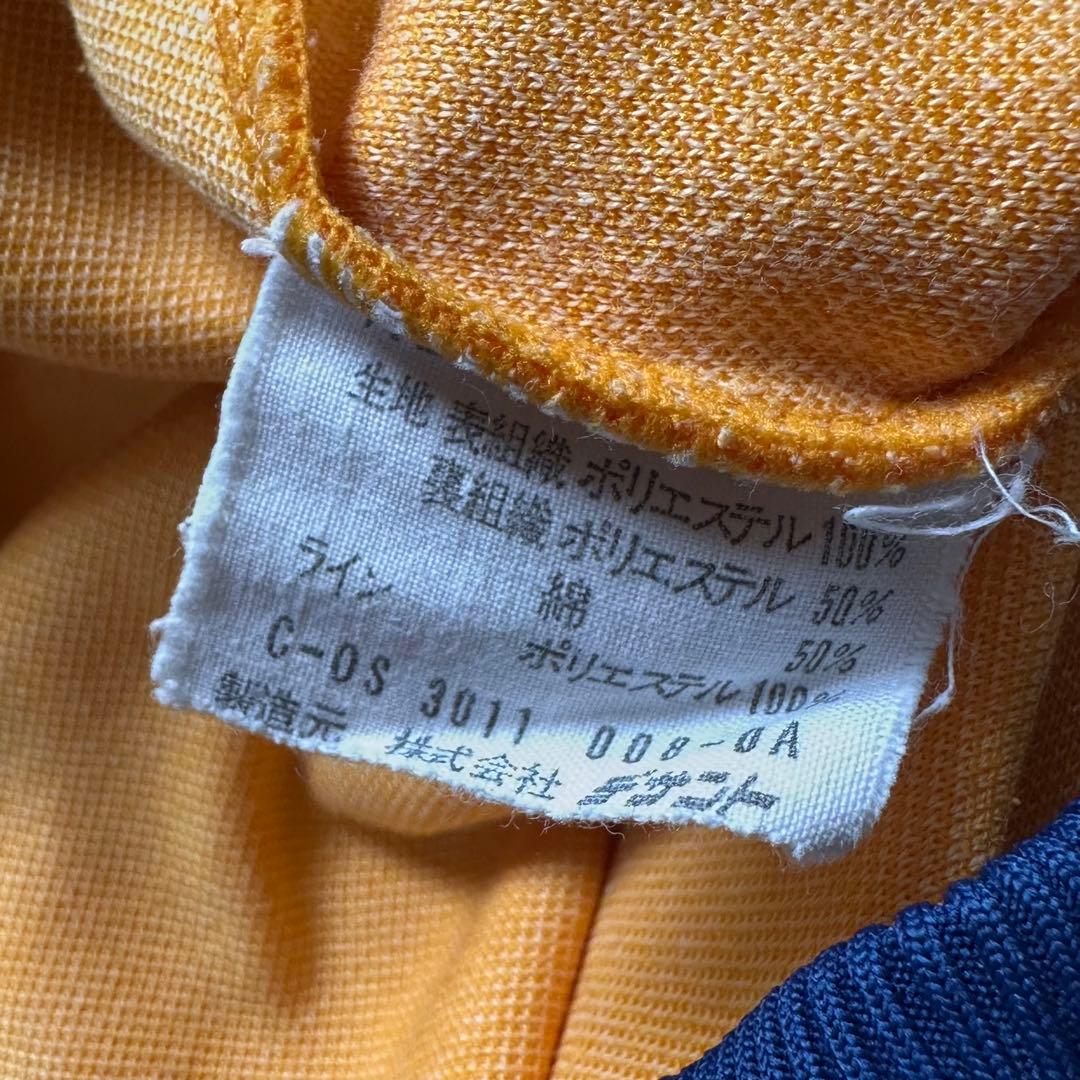 生地 表組織 ポリエステル 100%
裏組織 ポリエステル 50%
綿 50%
ライン ポリエステル 100%
C-OS 3011 008-0A
製造元 株式会社 デサント